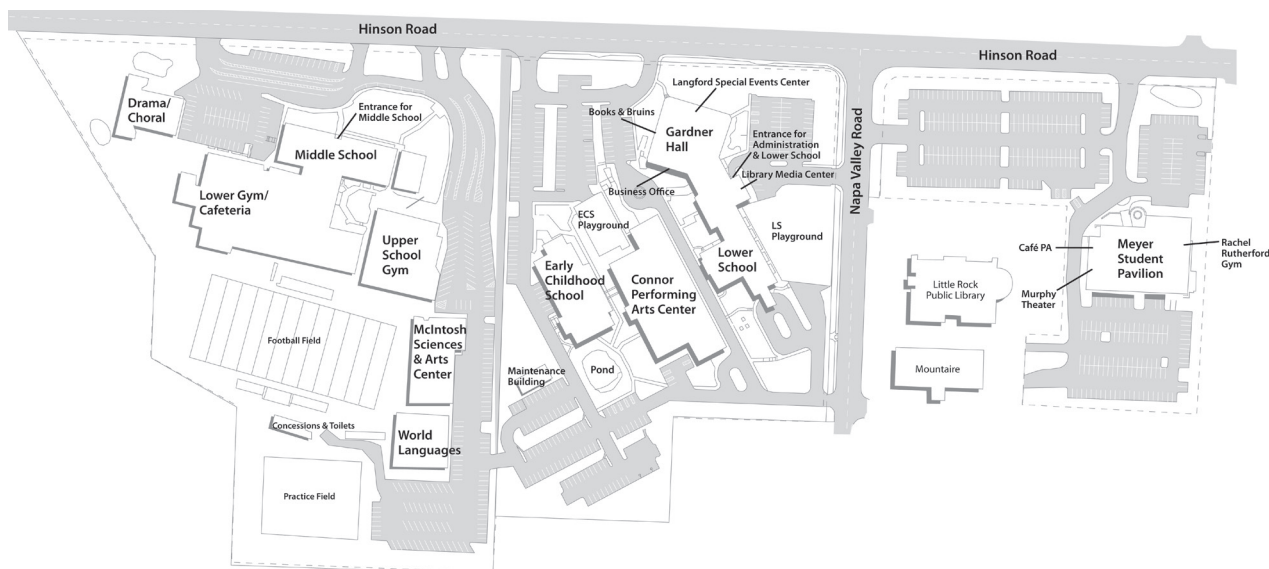 Hinson Road
Hinson Road
Napa Valley Road
Drama/
Choral
Entrance for
Middle School
Middle School
Lower Gym/
Cafeteria
Upper
School
Gym
Football Field
McIntosh
Sciences
& Arts
Center
Concessions & Toilets
World
Languages
Practice Field
Langford Special Events Center
Books & Bruins
Gardner
Hall
Entrance for
Administration
& Lower School
Library Media Center
Business Office
ECS
Playground
LS
Playground
Lower
School
Early
Childhood
School
Connor
Performing
Arts Center
Maintenance
Building
Pond
Little Rock
Public Library
Mountaire
Café PA
Meyer
Student
Pavilion
Rachel
Rutherford
Gym
Murphy
Theater